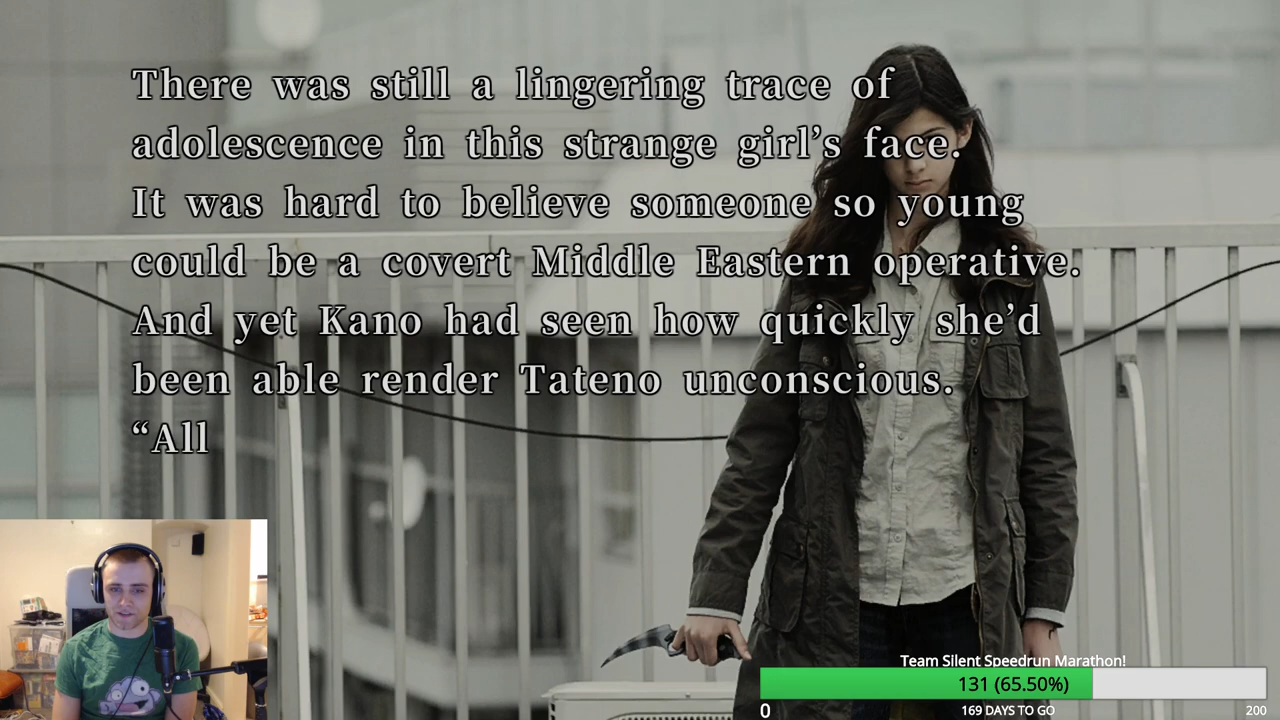 There was still a lingering trace of
adolescence in this strange girl’s face.
It was hard to believe someone so young
could be a covert Middle Eastern operative.
And yet Kano had seen how quickly she’d
been able render Tateno unconscious.
“All
Team Silent Speedrun Marathon!
131 (65.50%)
0 169 DAYS TO GO 200